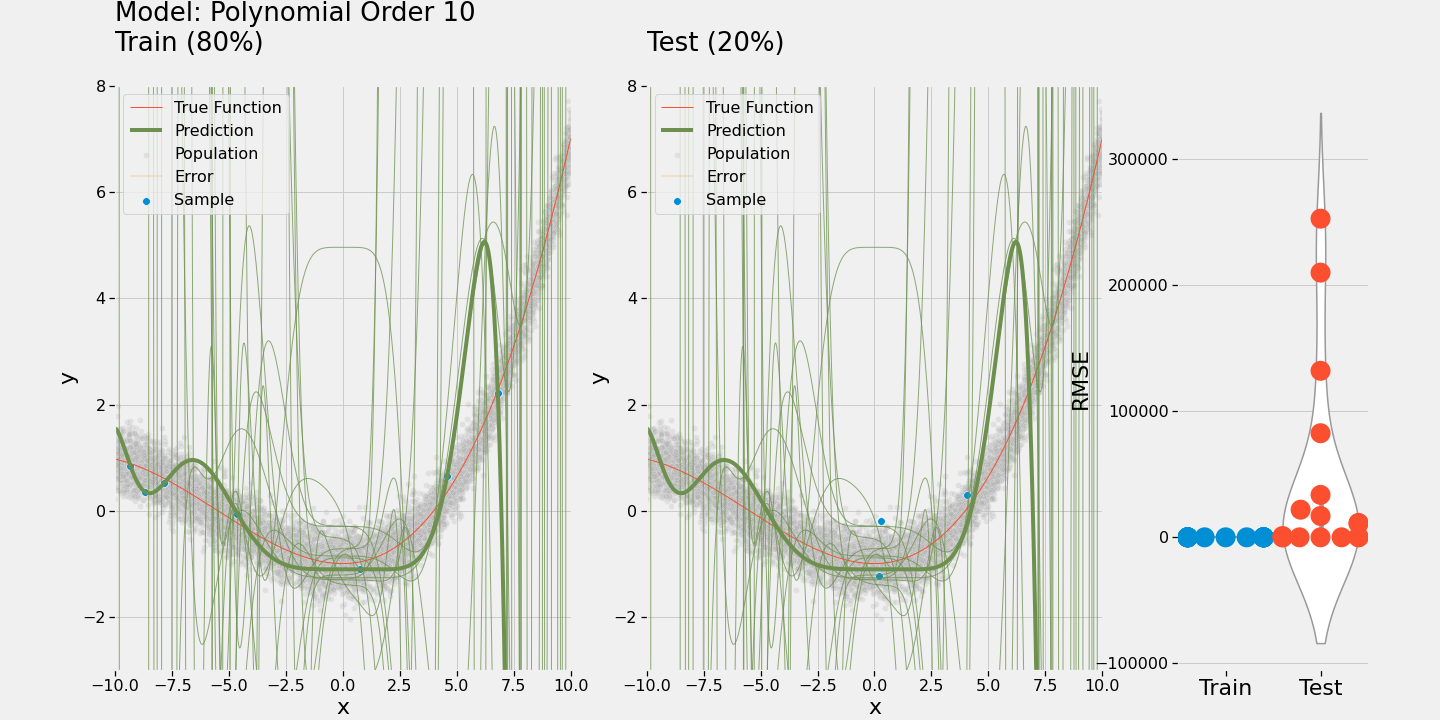 Model: Polynomial Order 10
Train (80%)
Test (20%)
8
6
4
2
0
−2
y
True Function
Prediction
Population
Error
Sample
−10.0 −7.5 −5.0 −2.5 0.0 2.5 5.0 7.5 10.0
x
8
6
4
2
0
−2
y
True Function
Prediction
Population
Error
Sample
−10.0 −7.5 −5.0 −2.5 0.0 2.5 5.0 7.5 10.0
x
RMSE
300000
200000
100000
0
−100000
Train Test